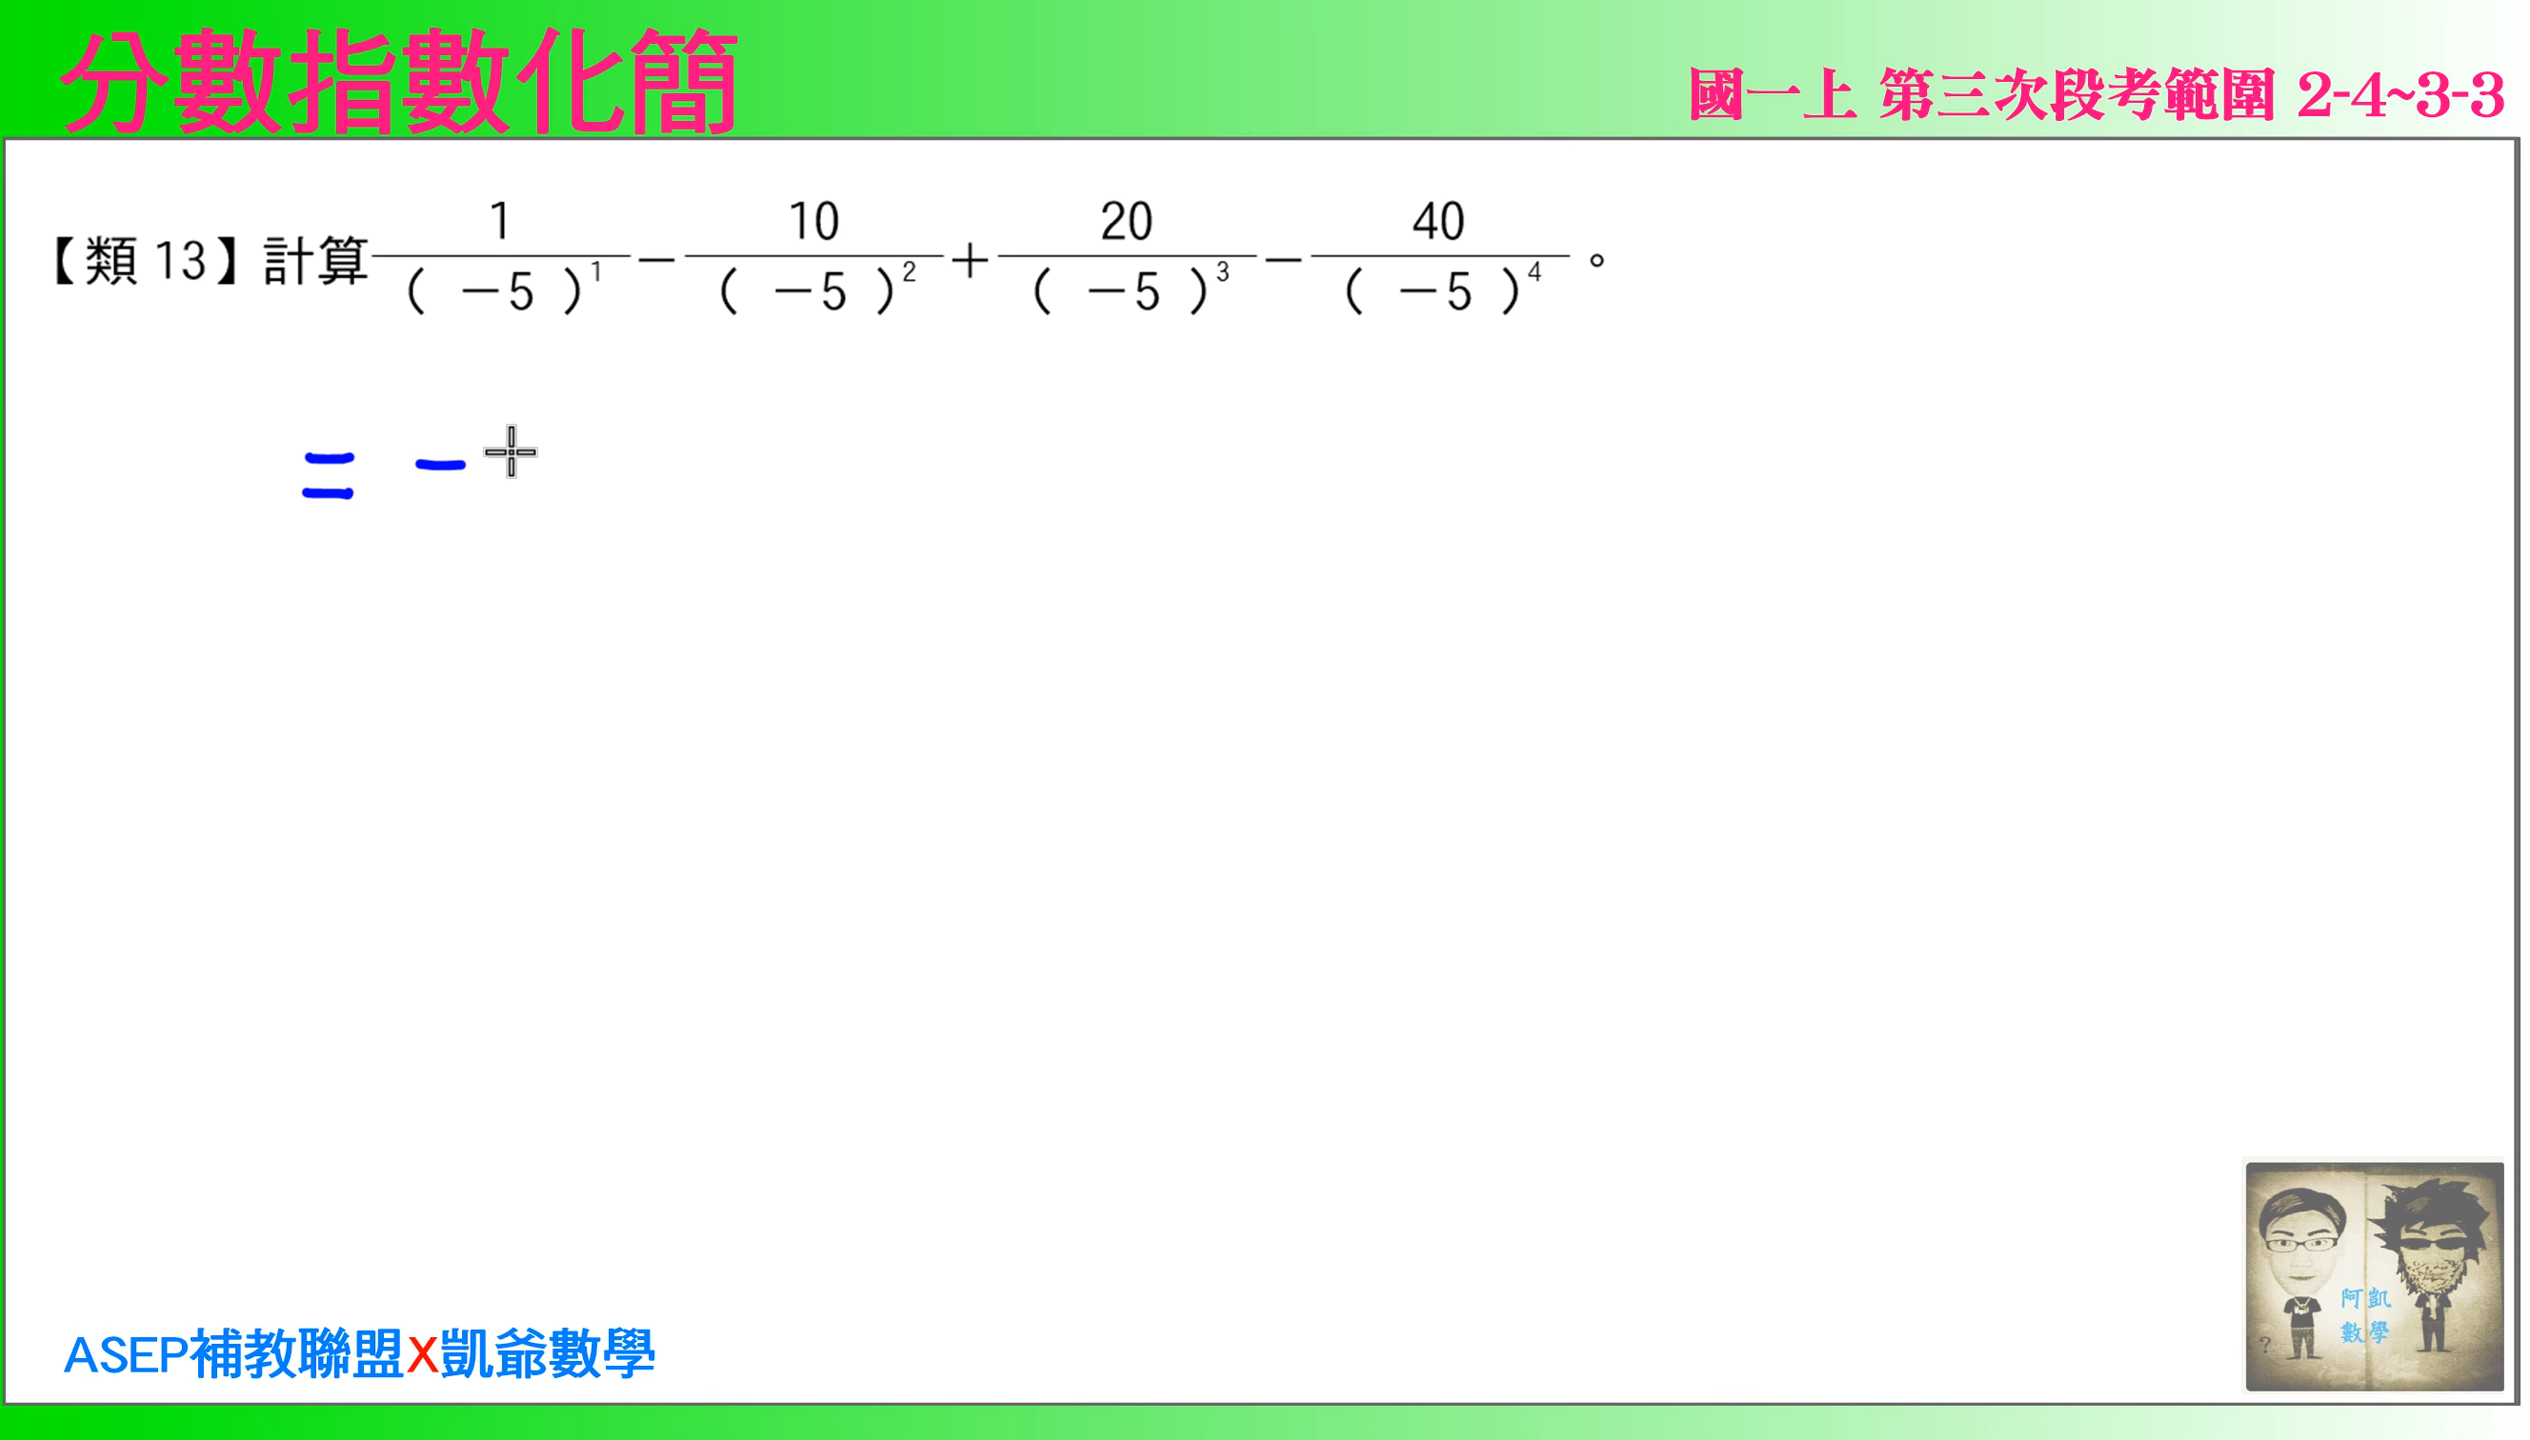 分數指數化簡
國一上 第三次段考範圍 2-4~3-3
【類 13】計算 1/(－5)¹－10/(－5)²＋20/(－5)³－40/(－5)⁴。
= -
阿凱
數學
?
ASEP補教聯盟X凱爺數學